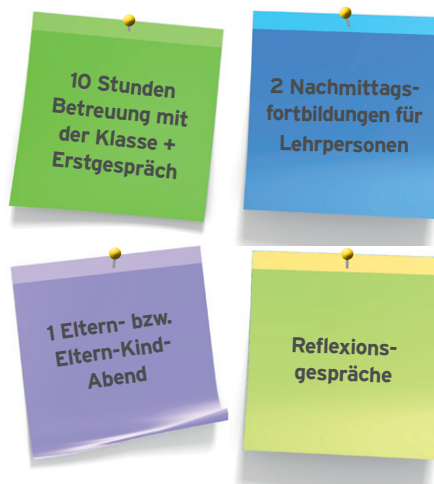 10 Stunden
Betreuung mit
der Klasse +
Erstgespräch
2 Nachmittags-
fortbildungen für
Lehrpersonen
1 Eltern- bzw.
Eltern-Kind-
Abend
Reflexions-
gespräche